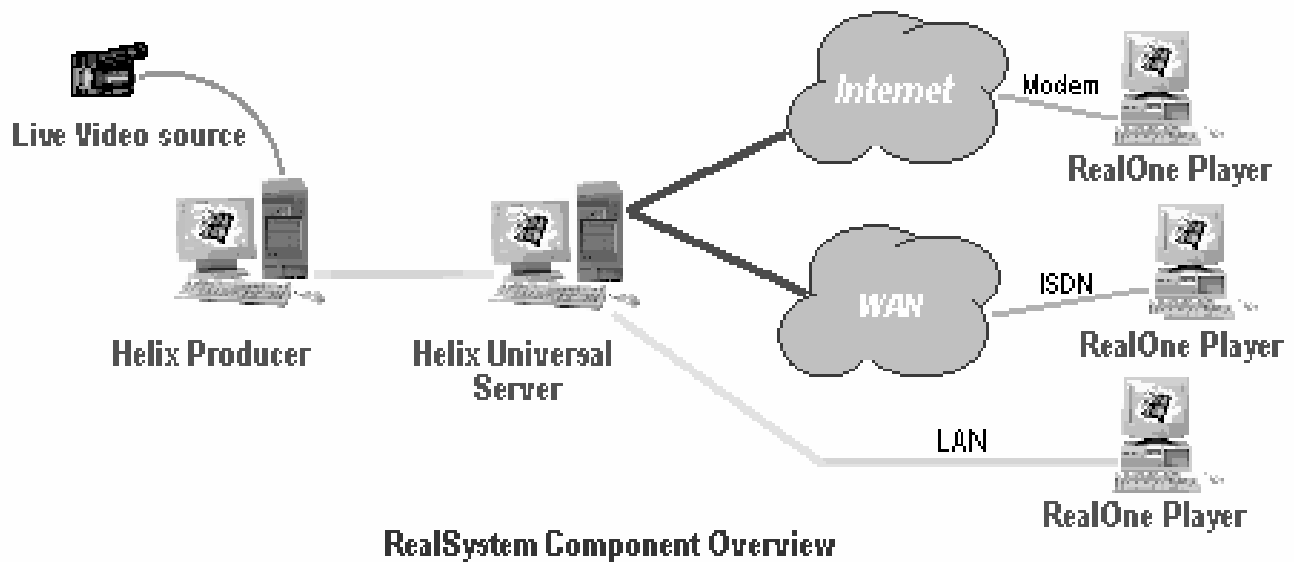 Live Video source
Helix Producer
Helix Universal
Server
Internet
WAN
Modem
ISDN
LAN
RealOne Player
RealOne Player
RealOne Player
RealSystem Component Overview